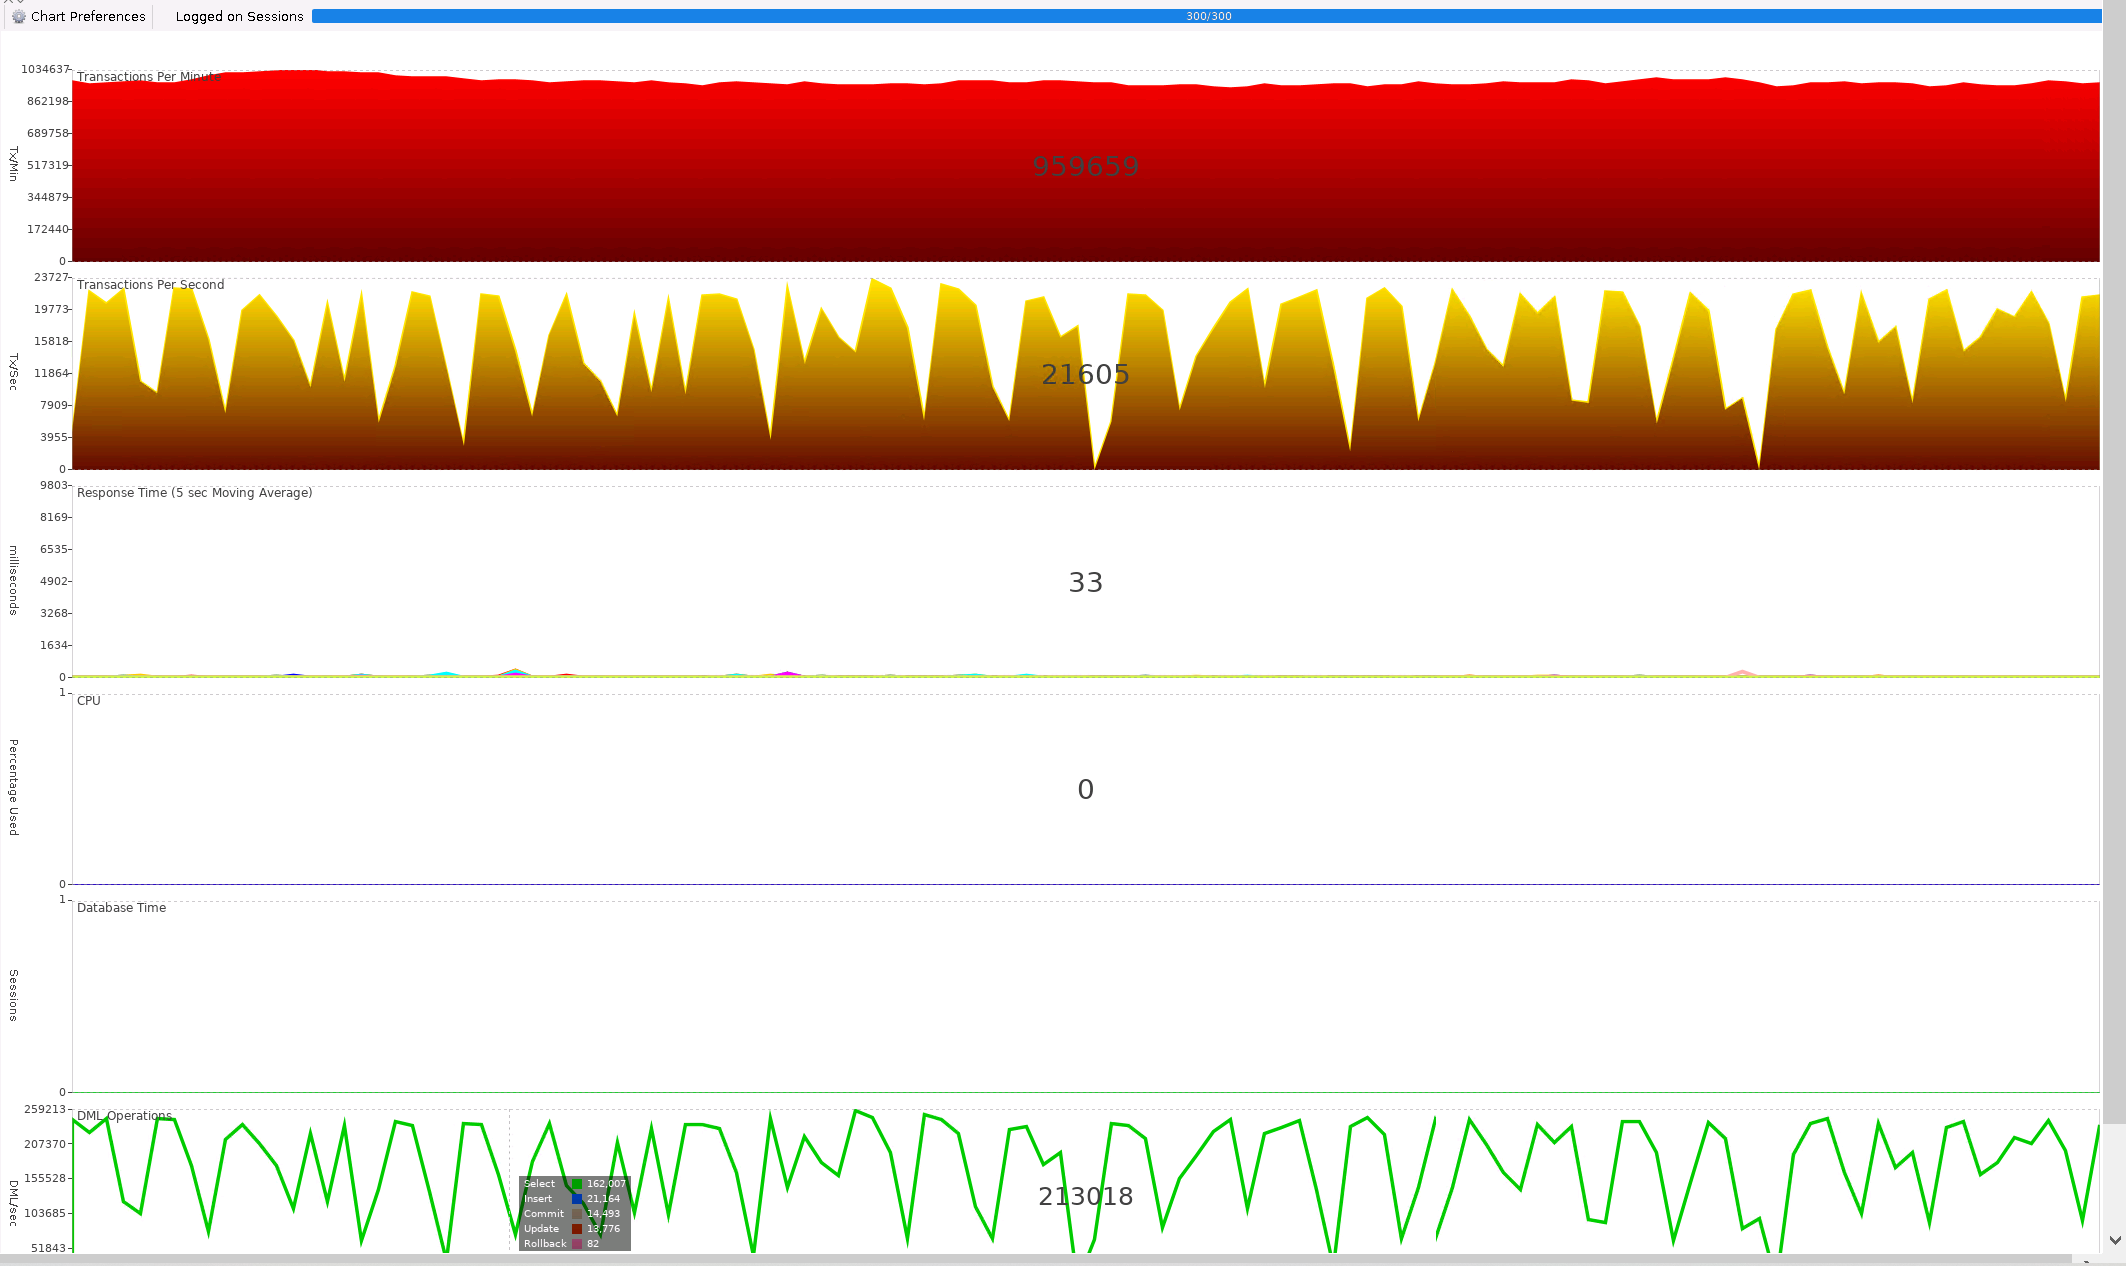 Chart Preferences
Logged on Sessions
300/300
Transactions Per Minute
1034637
862198
689758
517319
344879
172440
0
Tx/Min
959659
Transactions Per Second
23727
19773
15818
11864
7909
3955
0
Tx/Sec
21605
Response Time (5 sec Moving Average)
9803
8169
6535
4902
3268
1634
0
milliseconds
33
CPU
1
0
Percentage Used
0
Database Time
1
0
Sessions
DML Operations
259213
207370
155528
103685
51843
DML/sec
213018
Select 162,007
Insert 21,164
Commit 14,493
Update 13,776
Rollback 82